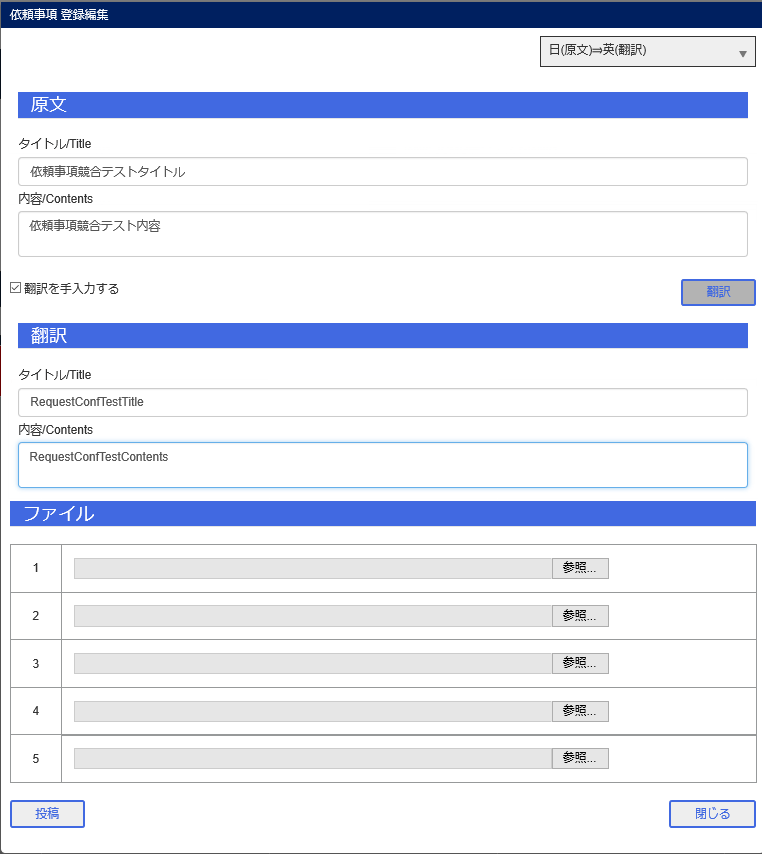 依頼事項 登録編集
日(原文)⇒英(翻訳)
原文
タイトル/Title
依頼事項競合テストタイトル
内容/Contents
依頼事項競合テスト内容
翻訳を手入力する
翻訳
翻訳
タイトル/Title
RequestConfTestTitle
内容/Contents
RequestConfTestContents
ファイル
1 参照...
2 参照...
3 参照...
4 参照...
5 参照...
投稿 閉じる